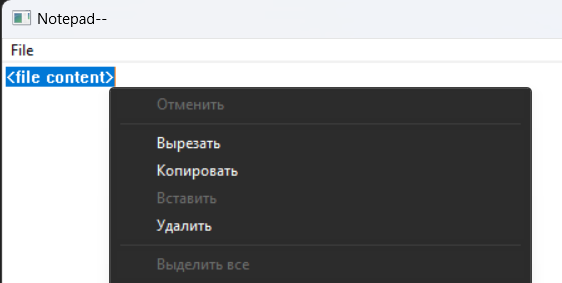 Notepad--
File
<file content>
Отменить
Вырезать
Копировать
Вставить
Удалить
Выделить все